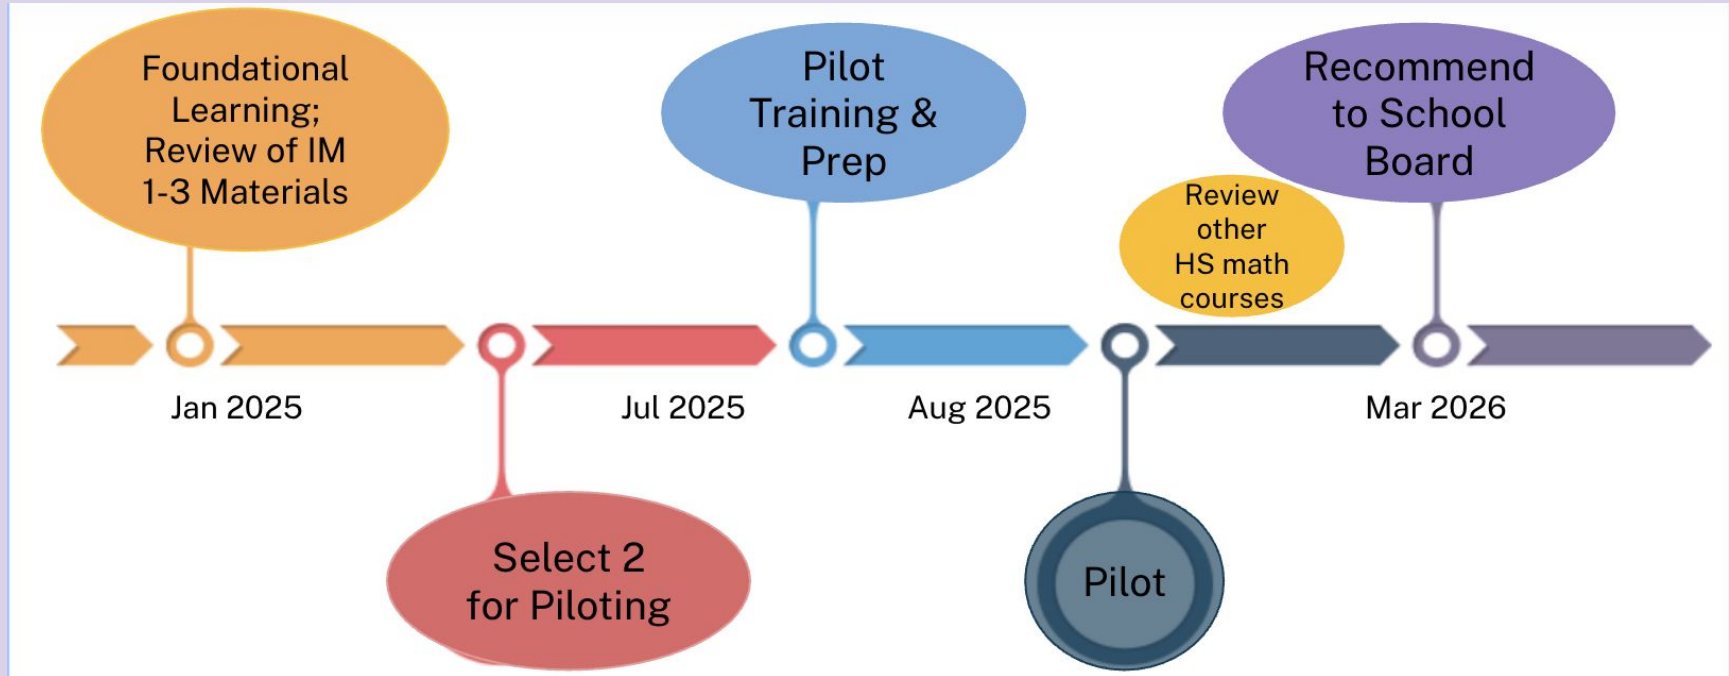 Foundational
Learning;
Review of IM
1-3 Materials
Pilot
Training &
Prep
Recommend
to School
Board
Review
other
HS math
courses
Jan 2025
Jul 2025
Aug 2025
Mar 2026
Select 2
for Piloting
Pilot